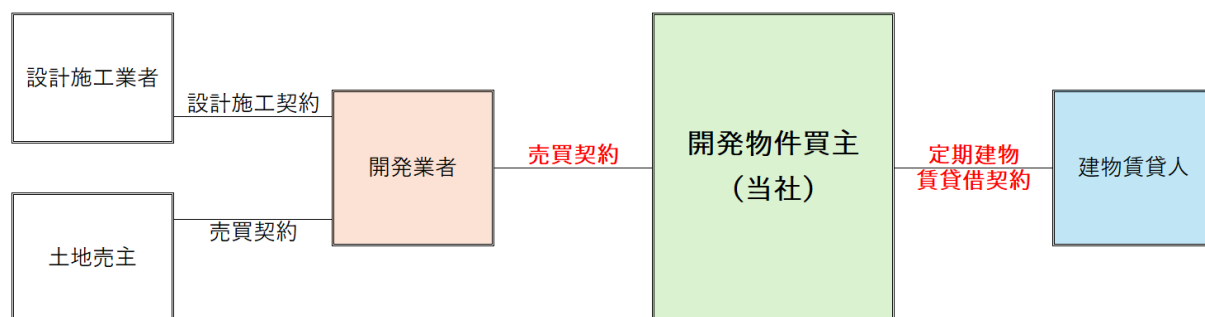 設計施工業者
設計施工契約
土地売主
売買契約
開発業者
売買契約
開発物件買主
（当社）
定期建物
賃貸借契約
建物賃貸人